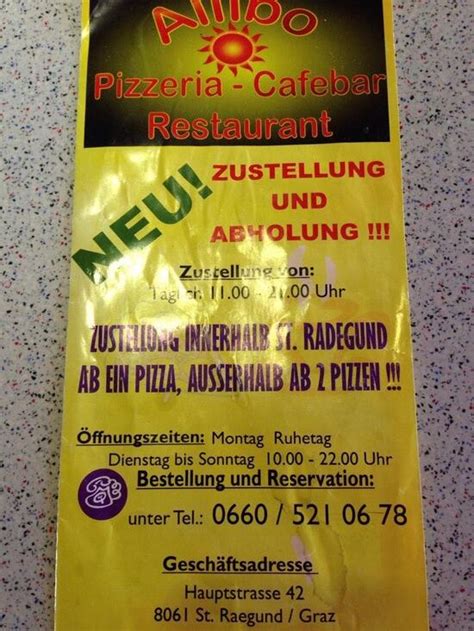 Allibo
Pizzeria - Cafebar
Restaurant
NEU!
ZUSTELLUNG
UND
ABHOLUNG !!!
Zustellung von:
Täglich 11.00 - 21.00 Uhr
ZUSTELLUNG INNERHALB ST. RADEGUND
AB EIN PIZZA, AUSSERHALB AB 2 PIZZEN !!!
Öffnungszeiten: Montag Ruhetag
Dienstag bis Sonntag 10.00 - 22.00 Uhr
Bestellung und Reservation:
unter Tel.: 0660 / 521 06 78
Geschäftsadresse
Hauptstrasse 42
8061 St. Raegund / Graz